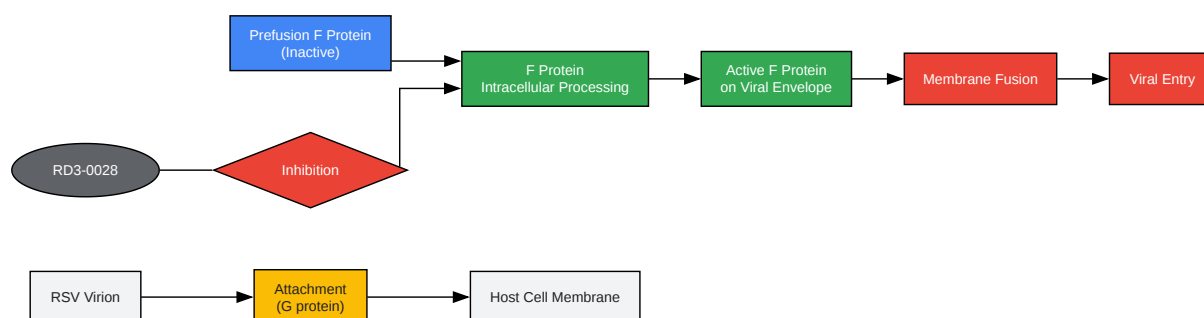 Prefusion F Protein
(Inactive)
F Protein
Intracellular Processing
Active F Protein
on Viral Envelope
Membrane Fusion
Viral Entry
RD3-0028
Inhibition
RSV Virion
Attachment
(G protein)
Host Cell Membrane